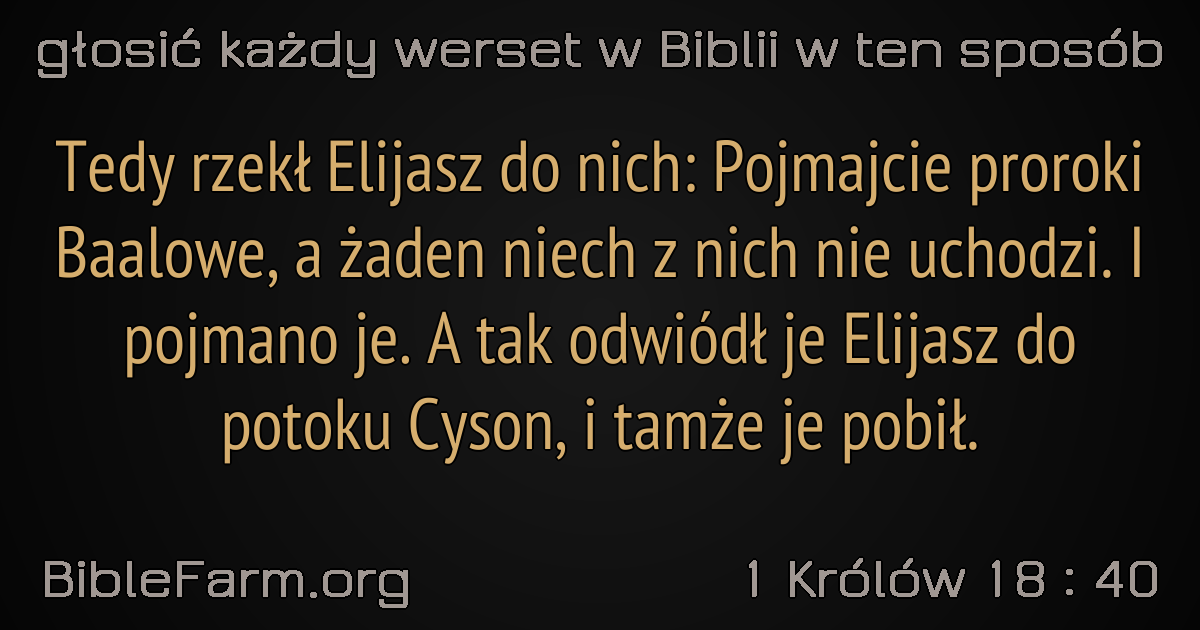 głosić każdy werset w Biblii w ten sposób
Tedy rzekł Elijasz do nich: Pojmajcie proroki
Baalowe, a żaden niech z nich nie uchodzi. I
pojmano je. A tak odwiódł je Elijasz do
potoku Cyson, i tamże je pobił.
BibleFarm.org
1 Królów 18 : 40